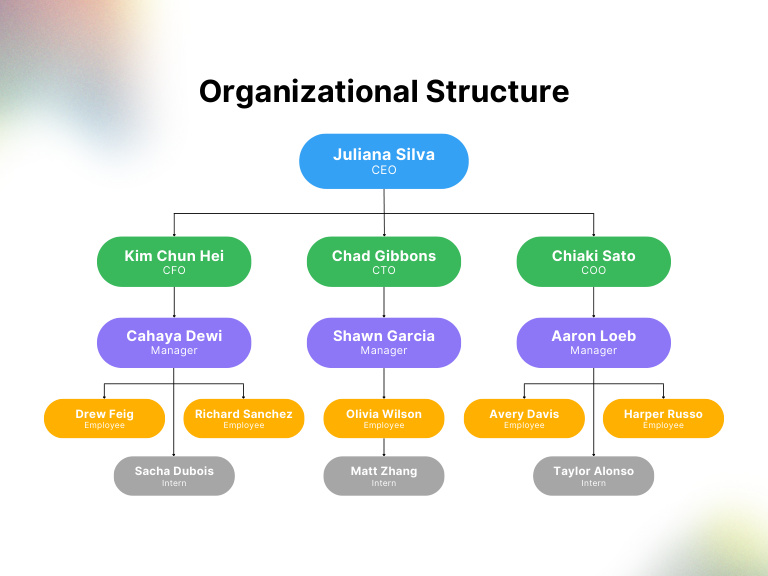 Organizational Structure
Juliana Silva
CEO
Kim Chun Hei
CFO
Chad Gibbons
CTO
Chiaki Sato
COO
Cahaya Dewi
Manager
Shawn Garcia
Manager
Aaron Loeb
Manager
Drew Feig
Employee
Richard Sanchez
Employee
Olivia Wilson
Employee
Avery Davis
Employee
Harper Russo
Employee
Sacha Dubois
Intern
Matt Zhang
Intern
Taylor Alonso
Intern